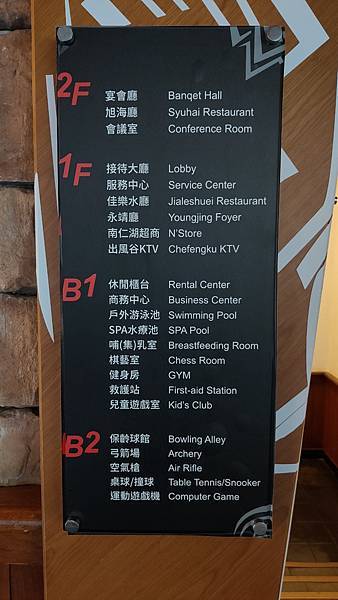 2F 宴會廳 Banqet Hall
旭海廳 Syuhai Restaurant
會議室 Conference Room
1F 接待大廳 Lobby
服務中心 Service Center
佳樂水廳 Jialeshuei Restaurant
永靖廳 Youngjing Foyer
南仁湖超商 N'Store
出風谷KTV Chefengku KTV
B1 休閒櫃台 Rental Center
商務中心 Business Center
戶外游泳池 Swimming Pool
SPA水療池 SPA Pool
哺(集)乳室 Breastfeeding Room
棋藝室 Chess Room
健身房 GYM
救護站 First-aid Station
兒童遊戲室 Kid's Club
B2 保齡球館 Bowling Alley
弓箭場 Archery
空氣槍 Air Rifle
桌球/撞球 Table Tennis/Snooker
運動遊戲機 Computer Game